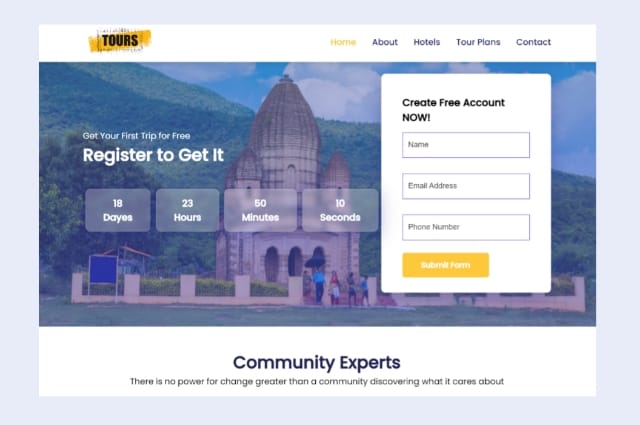 TOURS
Home About Hotels Tour Plans Contact
Get Your First Trip for Free
Register to Get It
18 23 50 10
Dayes Hours Minutes Seconds
Create Free Account
NOW!
Name
Email Address
Phone Number
Submit Form
Community Experts
There is no power for change greater than a community discovering what it cares about